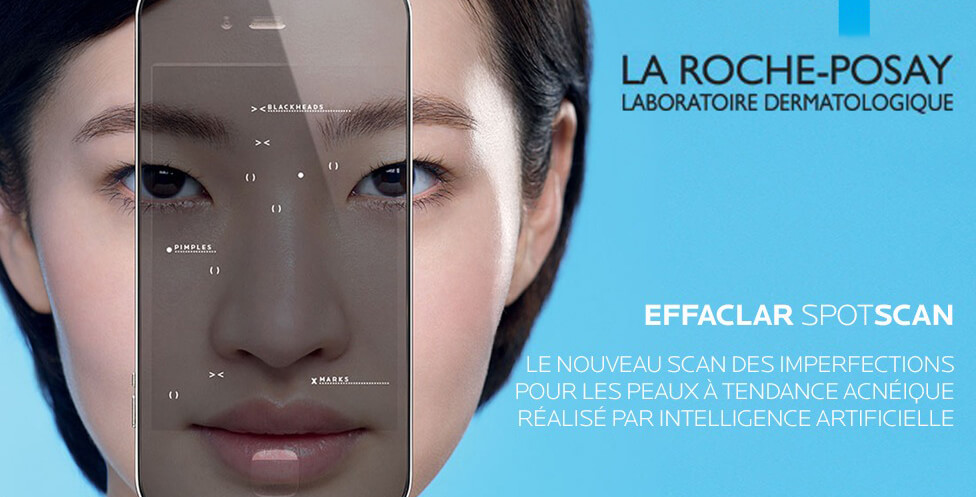 LA ROCHE-POSAY
LABORATOIRE DERMATOLOGIQUE
BLACKHEADS
PIMPLES
X MARKS
EFFACLAR SPOTSCAN
LE NOUVEAU SCAN DES IMPERFECTIONS
POUR LES PEAUX À TENDANCE ACNÉIQUE
RÉALISÉ PAR INTELLIGENCE ARTIFICIELLE